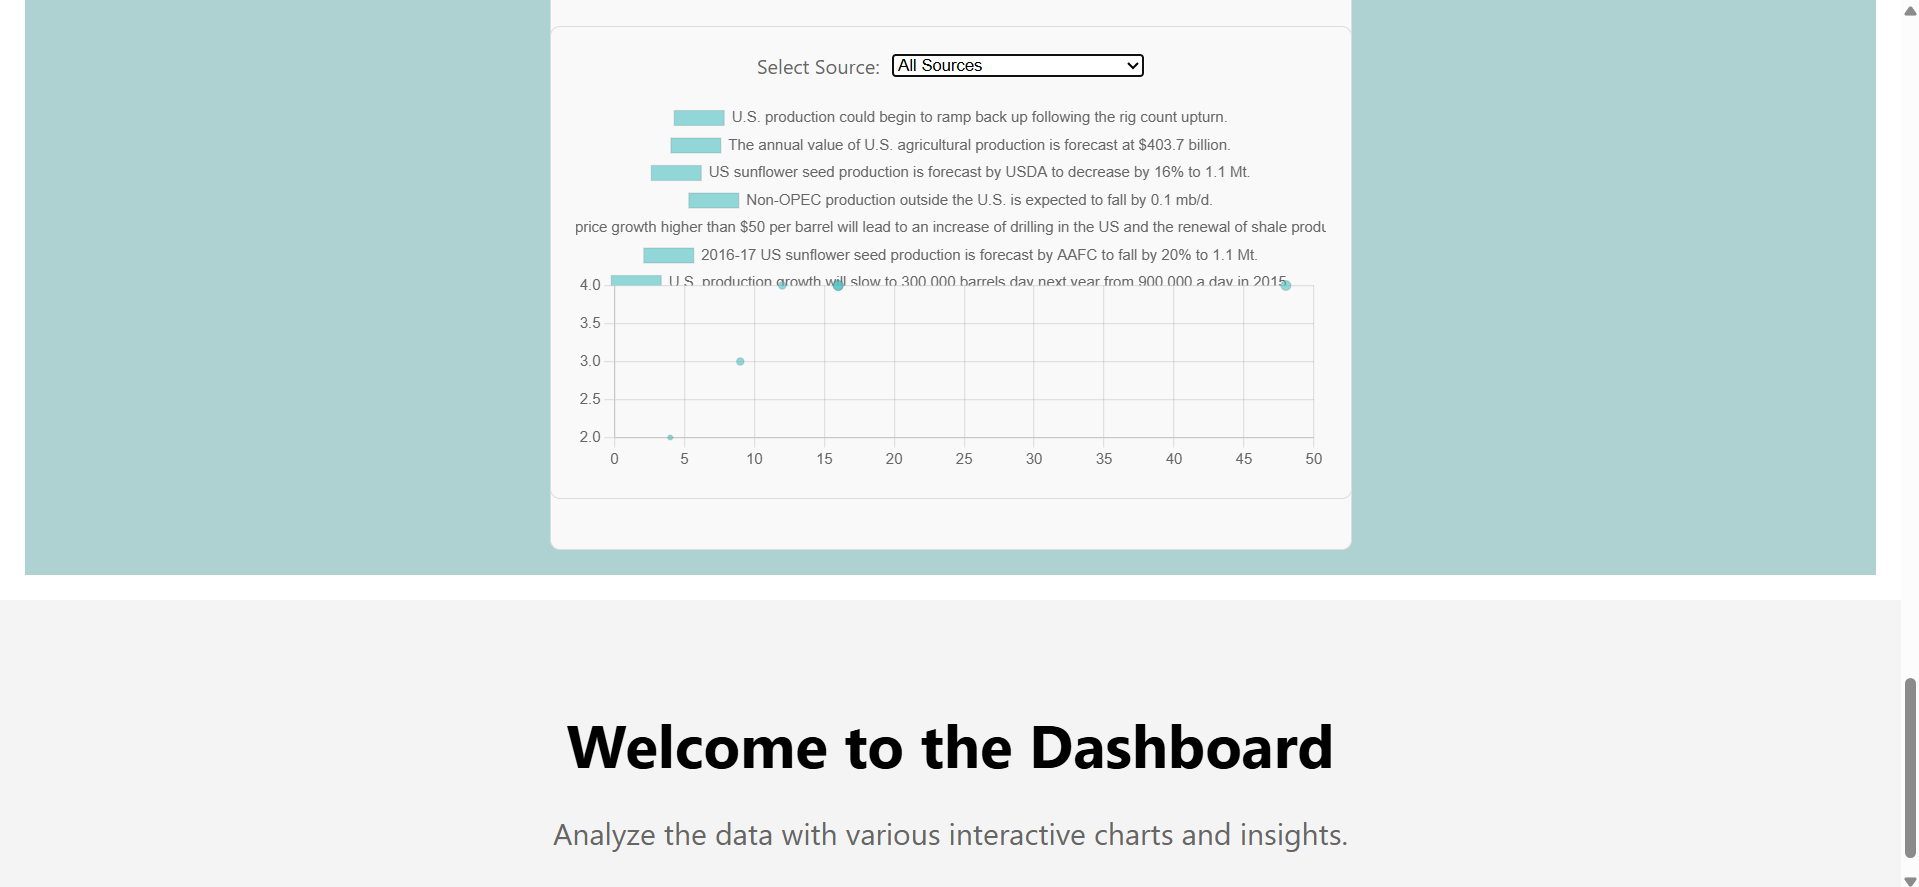 Select Source: All Sources
U.S. production could begin to ramp back up following the rig count upturn.
The annual value of U.S. agricultural production is forecast at $403.7 billion.
US sunflower seed production is forecast by USDA to decrease by 16% to 1.1 Mt.
Non-OPEC production outside the U.S. is expected to fall by 0.1 mb/d.
price growth higher than $50 per barrel will lead to an increase of drilling in the US and the renewal of shale produ
2016-17 US sunflower seed production is forecast by AAFC to fall by 20% to 1.1 Mt.
U.S. production growth will slow to 300,000 barrels day next year from 900,000 a day in 2015.
4.0
3.5
3.0
2.5
2.0
0 5 10 15 20 25 30 35 40 45 50
Welcome to the Dashboard
Analyze the data with various interactive charts and insights.